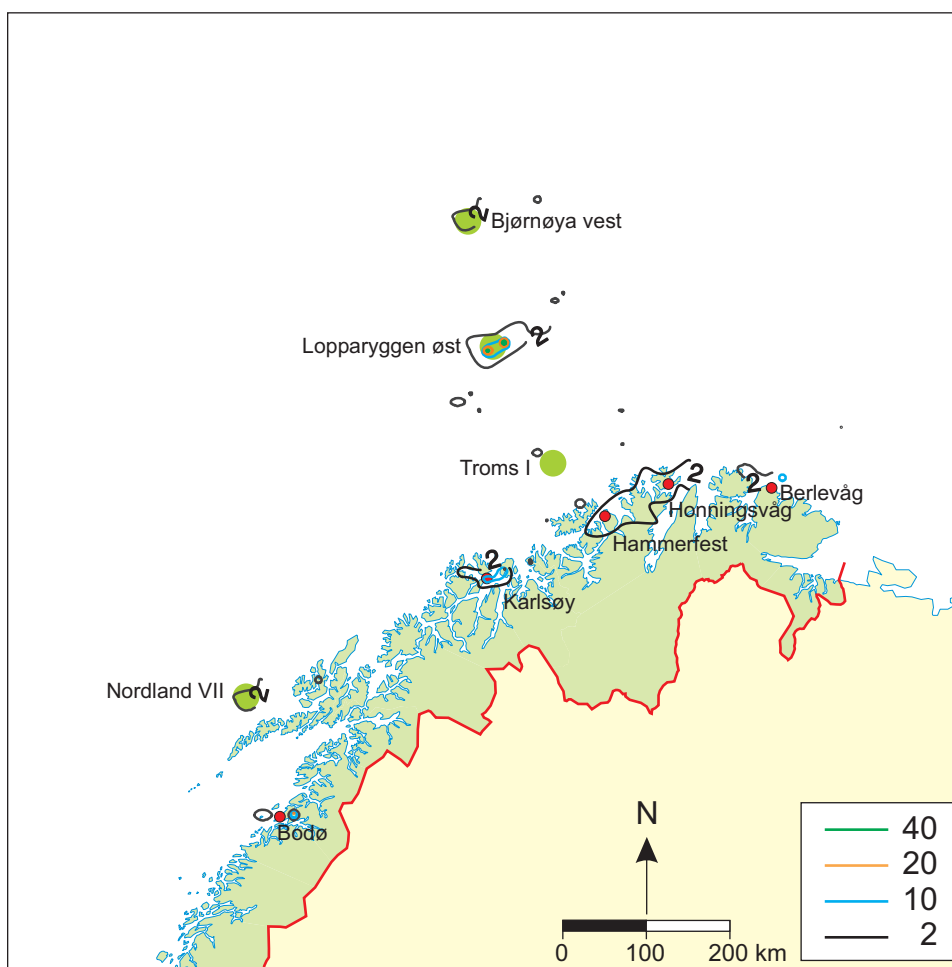 2
Bjørnøya vest
2
Lopparyggen øst
Troms I
2
2
Berlevåg
Honningsvåg
Hammerfest
2
Karlsøy
Nordland VII
2
Bodø
N
0 100 200 km
40
20
10
2